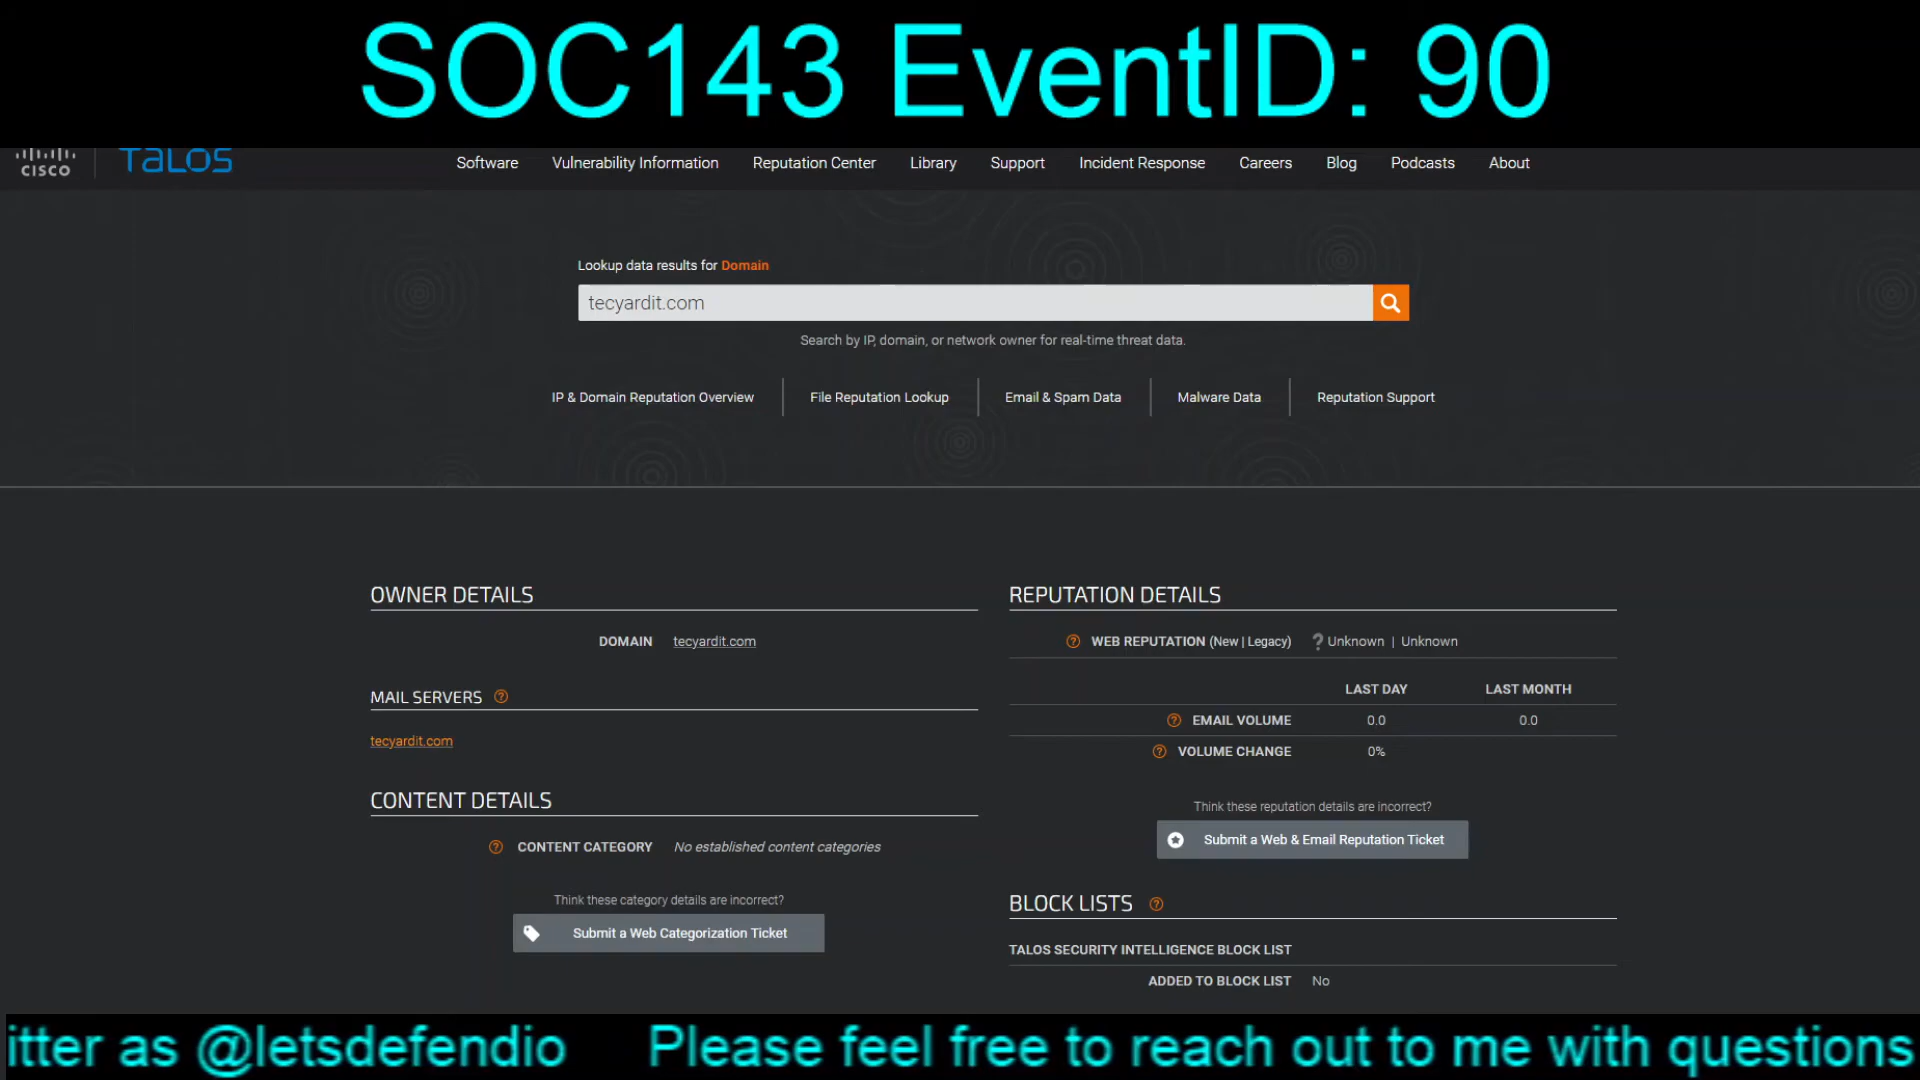 SOC143 EventID: 90
CISCO TALOS Software Vulnerability Information Reputation Center Library Support Incident Response Careers Blog Podcasts About
Lookup data results for Domain
tecyardit.com
Search by IP, domain, or network owner for real-time threat data.
IP & Domain Reputation Overview File Reputation Lookup Email & Spam Data Malware Data Reputation Support
OWNER DETAILS
DOMAIN tecyardit.com
MAIL SERVERS ?
tecyardit.com
CONTENT DETAILS
? CONTENT CATEGORY No established content categories
Think these category details are incorrect?
Submit a Web Categorization Ticket
REPUTATION DETAILS
? WEB REPUTATION (New | Legacy) ? Unknown | Unknown
LAST DAY LAST MONTH
? EMAIL VOLUME 0.0 0.0
? VOLUME CHANGE 0%
Think these reputation details are incorrect?
Submit a Web & Email Reputation Ticket
BLOCK LISTS ?
TALOS SECURITY INTELLIGENCE BLOCK LIST
ADDED TO BLOCK LIST No
itter as @letsdefendio Please feel free to reach out to me with questions